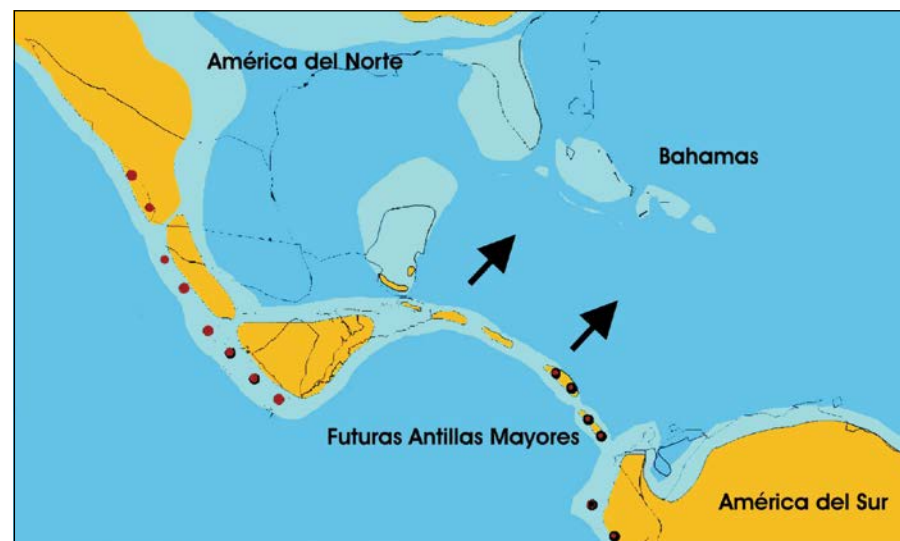 América del Norte
Bahamas
Futuras Antillas Mayores
América del Sur